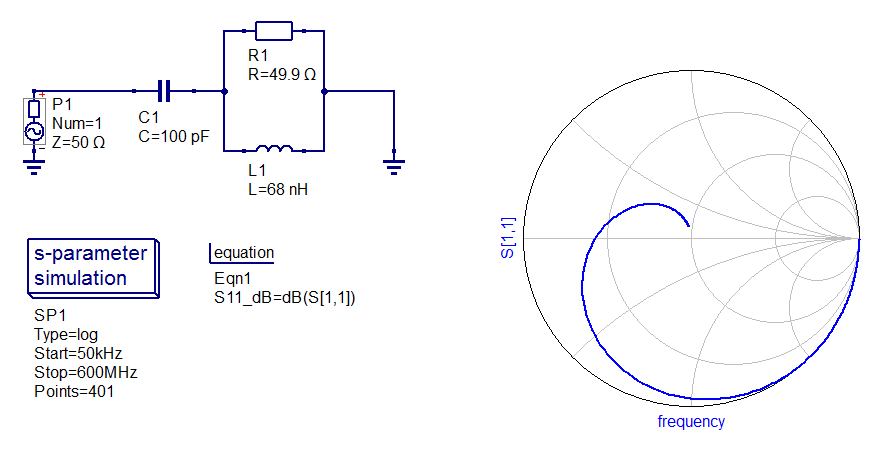 R1
R=49.9 Ω
+
P1
Num=1
Z=50 Ω
C1
C=100 pF
L1
L=68 nH
s-parameter
simulation
SP1
Type=log
Start=50kHz
Stop=600MHz
Points=401
equation
Eqn1
S11_dB=dB(S[1,1])
S[1,1]
frequency